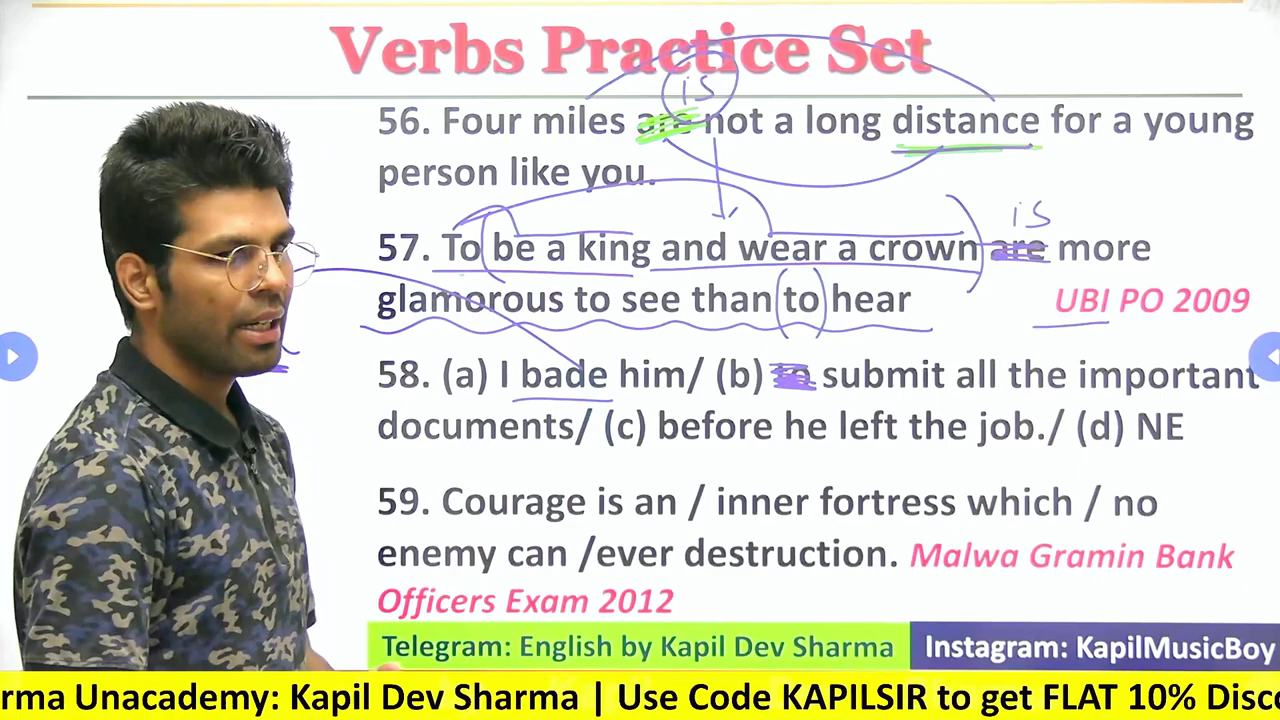 Verbs Practice Set
is
56. Four miles are not a long distance for a young
person like you.
is
57. To be a king and wear a crown are more
glamorous to see than to hear
UBI PO 2009
58. (a) I bade him/ (b) to submit all the important
documents/ (c) before he left the job./ (d) NE
59. Courage is an / inner fortress which / no
enemy can /ever destruction. Malwa Gramin Bank
Officers Exam 2012
Telegram: English by Kapil Dev Sharma
Instagram: KapilMusicBoy
rma Unacademy: Kapil Dev Sharma | Use Code KAPILSIR to get FLAT 10% Disco